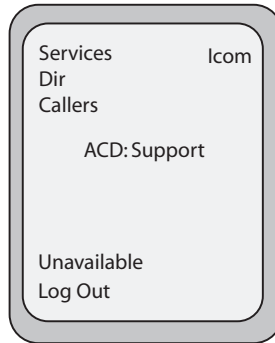 Services Icom
Dir
Callers
ACD: Support
Unavailable
Log Out